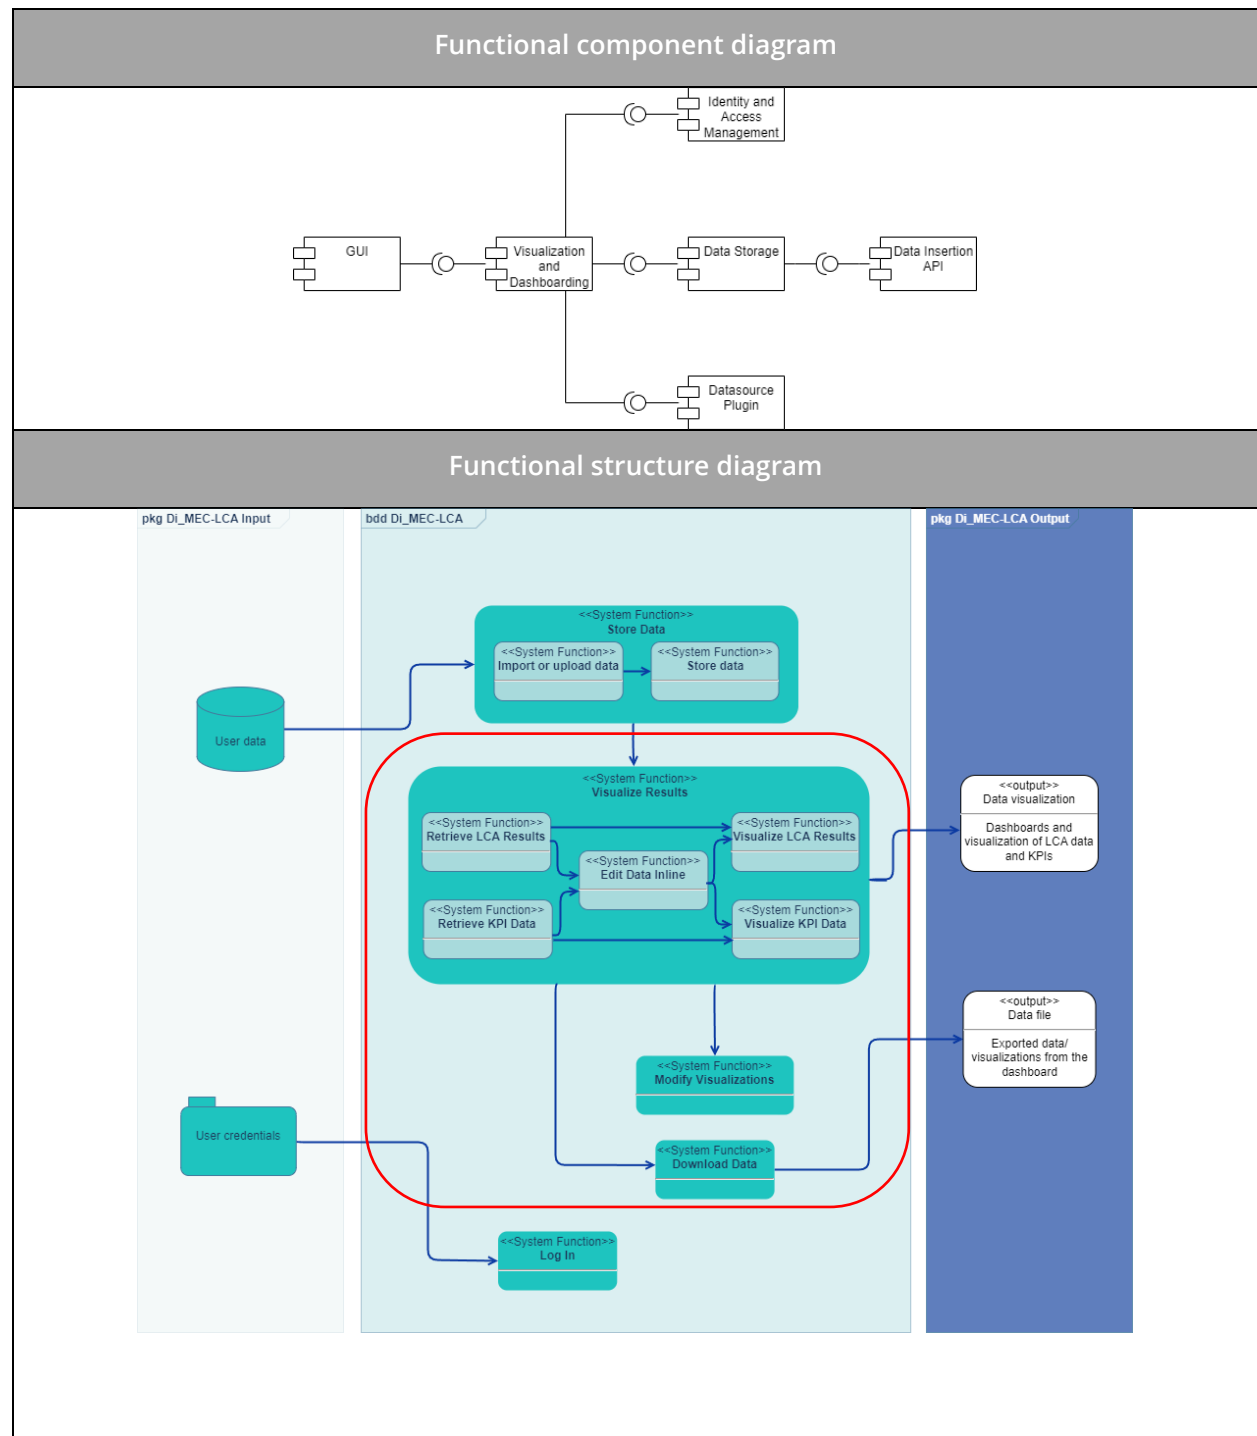 Functional component diagram
Identity and
Access
Management
GUI
Visualization
and
Dashboarding
Data Storage
Data Insertion
API
Datasource
Plugin
Functional structure diagram
pkg Di_MEC-LCA Input
bdd Di_MEC-LCA
pkg Di_MEC-LCA Output
<<System Function>>
Store Data
<<System Function>>
Import or upload data
<<System Function>>
Store data
User data
<<System Function>>
Visualize Results
<<System Function>>
Retrieve LCA Results
<<System Function>>
Visualize LCA Results
<<System Function>>
Edit Data Inline
<<System Function>>
Retrieve KPI Data
<<System Function>>
Visualize KPI Data
<<output>>
Data visualization
Dashboards and
visualization of LCA data
and KPIs
<<output>>
Data file
Exported data/
visualizations from the
dashboard
<<System Function>>
Modify Visualizations
User credentials
<<System Function>>
Download Data
<<System Function>>
Log In